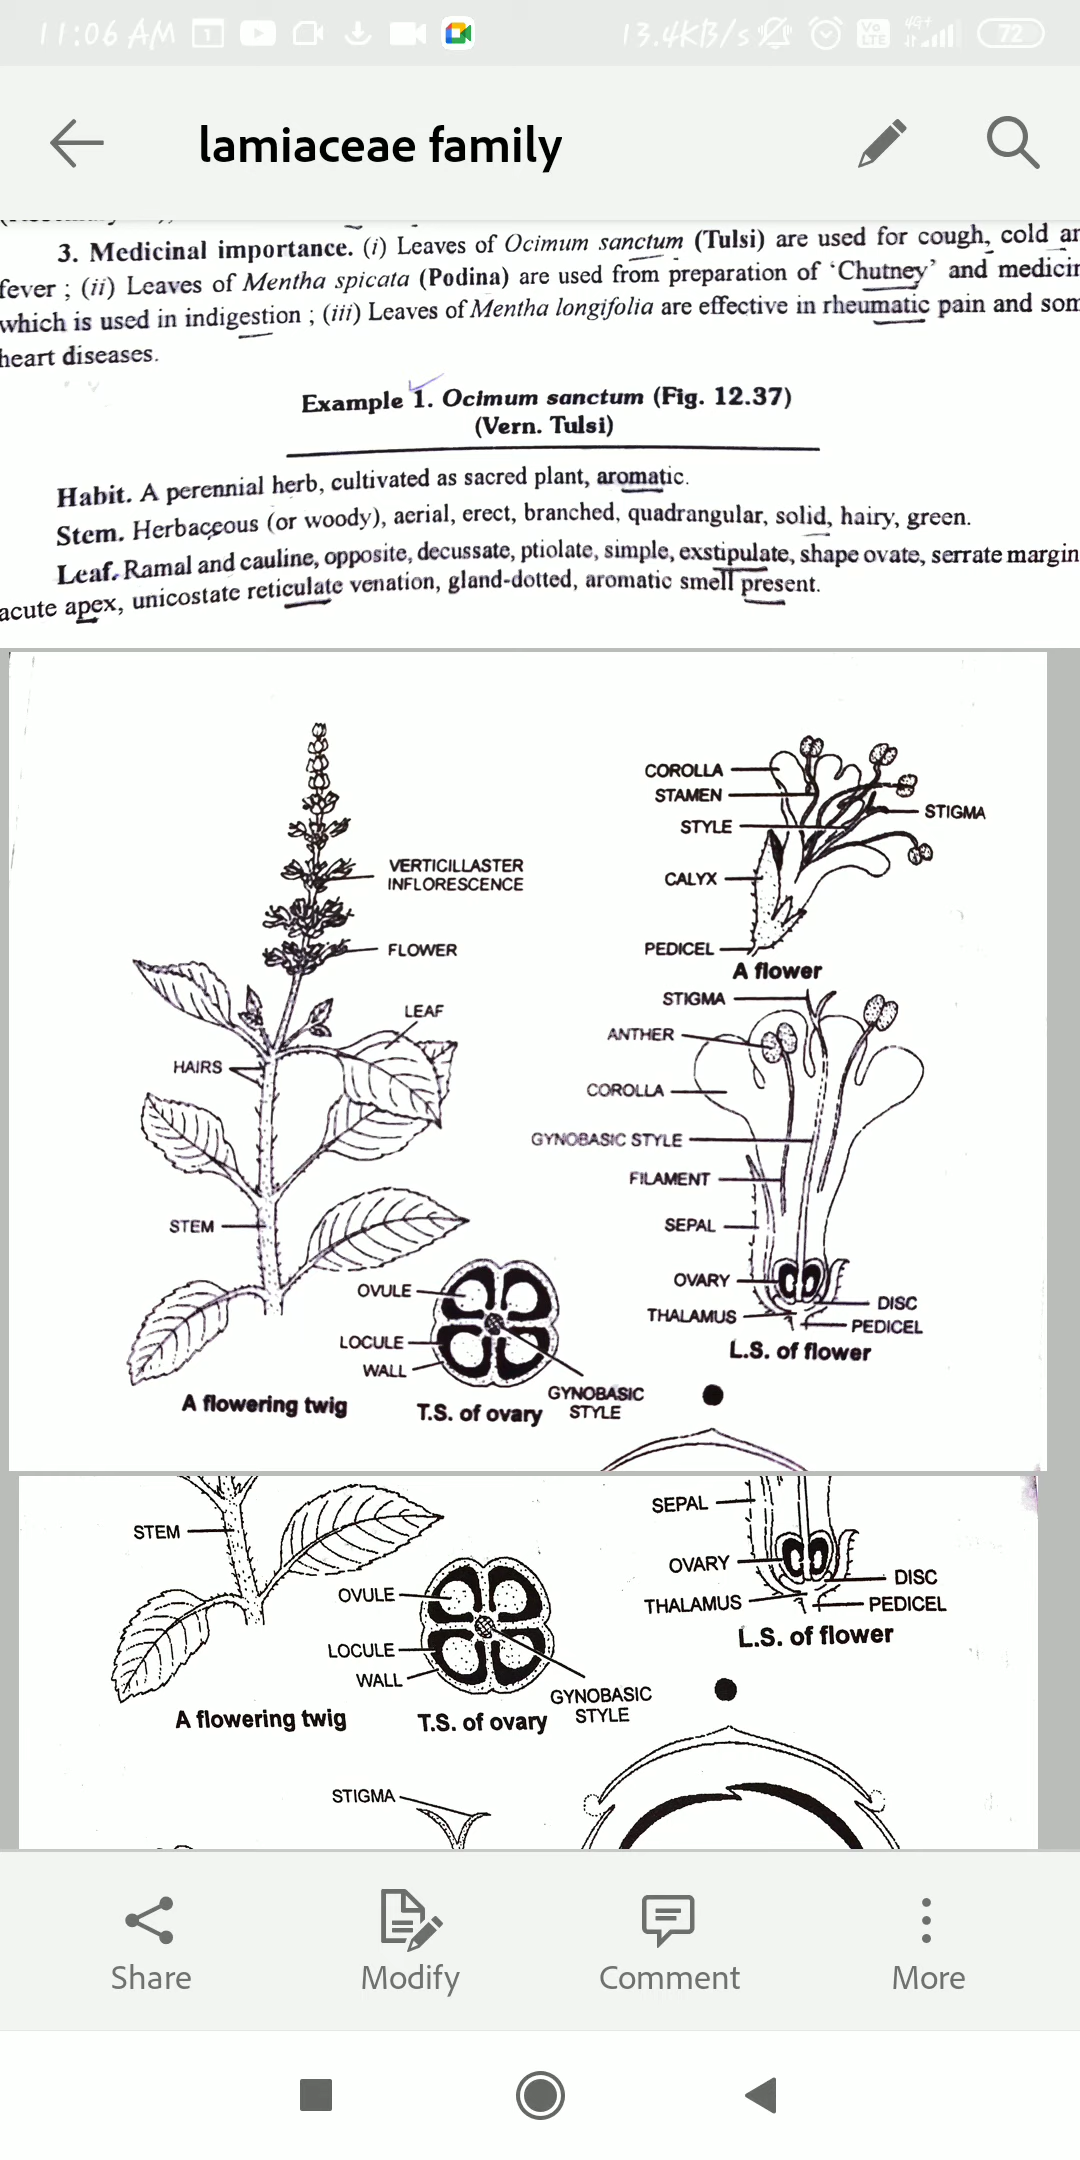 11:06 AM
13.4KB/s
4G+
VO LTE
72
lamiaceae family
3. Medicinal importance. (i) Leaves of Ocimum sanctum (Tulsi) are used for cough, cold an
fever ; (ii) Leaves of Mentha spicata (Podina) are used from preparation of ‘Chutney’ and medicin
which is used in indigestion ; (iii) Leaves of Mentha longifolia are effective in rheumatic pain and som
heart diseases.
Example 1. Ocimum sanctum (Fig. 12.37)
(Vern. Tulsi)
Habit. A perennial herb, cultivated as sacred plant, aromatic.
Stem. Herbaceous (or woody), aerial, erect, branched, quadrangular, solid, hairy, green.
Leaf. Ramal and cauline, opposite, decussate, ptiolate, simple, exstipulate, shape ovate, serrate margin
acute apex, unicostate reticulate venation, gland-dotted, aromatic smell present.
VERTICILLASTER
INFLORESCENCE
FLOWER
LEAF
HAIRS
STEM
A flowering twig
OVULE
LOCULE
WALL
GYNOBASIC
STYLE
T.S. of ovary
COROLLA
STAMEN
STYLE
STIGMA
CALYX
PEDICEL
A flower
STIGMA
ANTHER
COROLLA
GYNOBASIC STYLE
FILAMENT
SEPAL
OVARY
THALAMUS
DISC
PEDICEL
L.S. of flower
STEM
A flowering twig
OVULE
LOCULE
WALL
GYNOBASIC
STYLE
T.S. of ovary
SEPAL
OVARY
THALAMUS
DISC
PEDICEL
L.S. of flower
STIGMA
Share
Modify
Comment
More